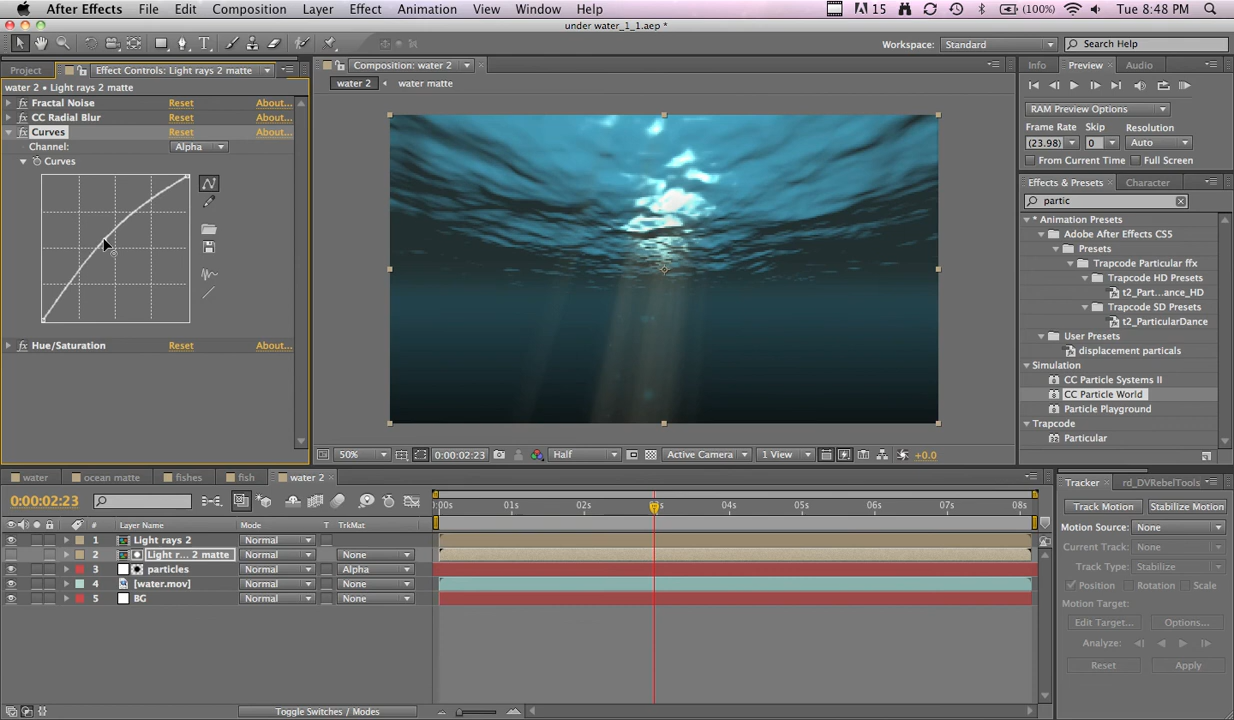 After Effects File Edit Composition Layer Effect Animation View Window Help 15 (100%) Tue 8:48 PM
under water_1_1.aep *
Workspace: Standard Search Help
Project Effect Controls: Light rays 2 matte Composition: water 2 Info Preview Audio
water 2 • Light rays 2 matte water 2 water matte
Fractal Noise Reset About...
CC Radial Blur Reset About...
Curves Reset About...
Channel: Alpha
Curves
Hue/Saturation Reset About...
RAM Preview Options
Frame Rate Skip Resolution
(23.98) 0 Auto
From Current Time Full Screen
Effects & Presets Character
partic
* Animation Presets
Adobe After Effects CS5
Presets
Trapcode Particular ffx
Trapcode HD Presets
t2_Part...ance_HD
Trapcode SD Presets
t2_ParticularDance
User Presets
displacement particals
Simulation
CC Particle Systems II
CC Particle World
Particle Playground
Trapcode
Particular
50% 0:00:02:23 Half Active Camera 1 View +0.0
water ocean matte fishes fish water 2
0:00:02:23
:00s 01s 02s 3s 04s 05s 06s 07s 08s
# Layer Name Mode T TrkMat
1 Light rays 2 Normal
2 Light r... 2 matte Normal None
3 particles Normal Alpha
4 [water.mov] Normal None
5 BG Normal None
Toggle Switches / Modes
Tracker rd_DVRebelTools
Track Motion Stabilize Motion
Motion Source: None
Current Track: None
Track Type: Stabilize
Position Rotation Scale
Motion Target:
Edit Target... Options...
Analyze:
Reset Apply